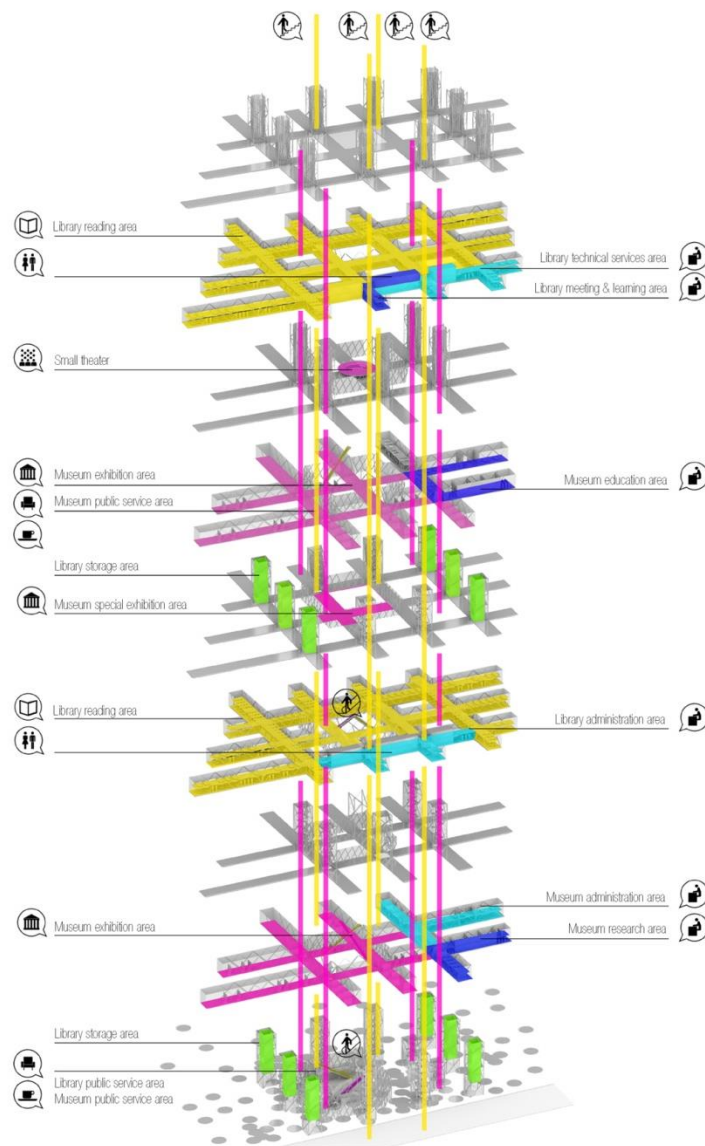 Library reading area
Library technical services area
Library meeting & learning area
Small theater
Museum exhibition area
Museum public service area
Museum education area
Library storage area
Museum special exhibition area
Library reading area
Library administration area
Museum administration area
Museum exhibition area
Museum research area
Library storage area
Library public service area
Museum public service area